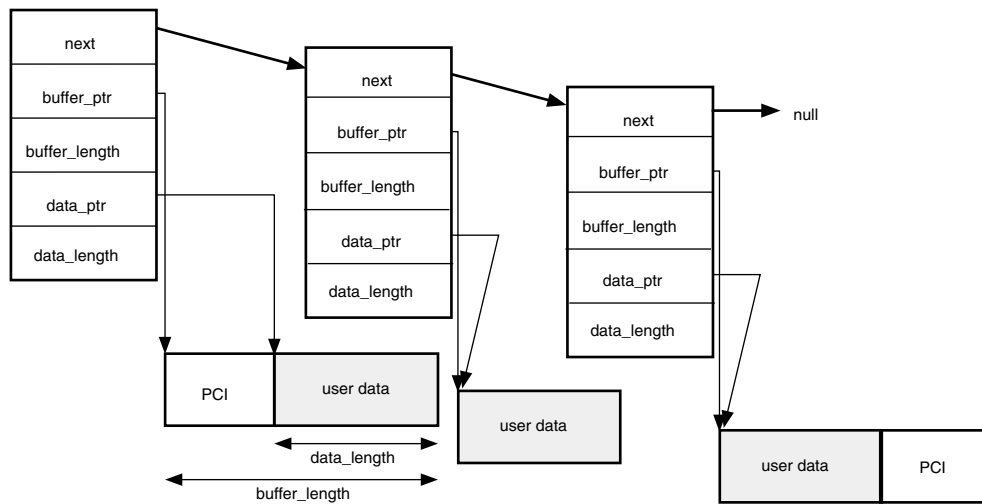 next
buffer_ptr
buffer_length
data_ptr
data_length
next
buffer_ptr
buffer_length
data_ptr
data_length
next
buffer_ptr
buffer_length
data_ptr
data_length
null
PCI
user data
data_length
buffer_length
user data
user data
PCI